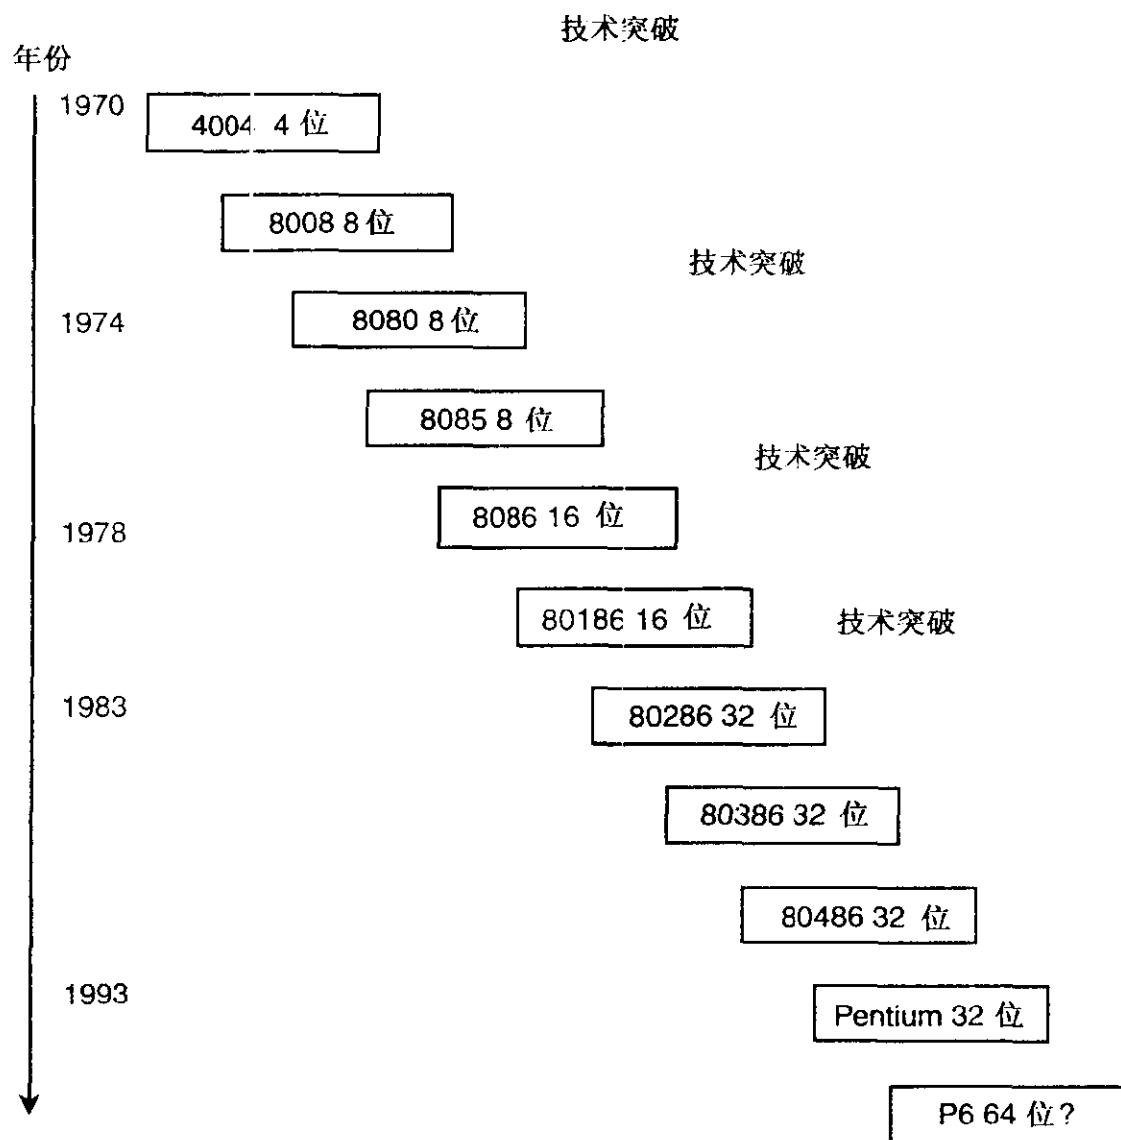 技术突破
年份
1970
4004 4 位
8008 8 位
技术突破
1974
8080 8 位
8085 8 位
技术突破
8086 16 位
1978
80186 16 位
技术突破
1983
80286 32 位
80386 32 位
80486 32 位
1993
Pentium 32 位
P6 64 位?